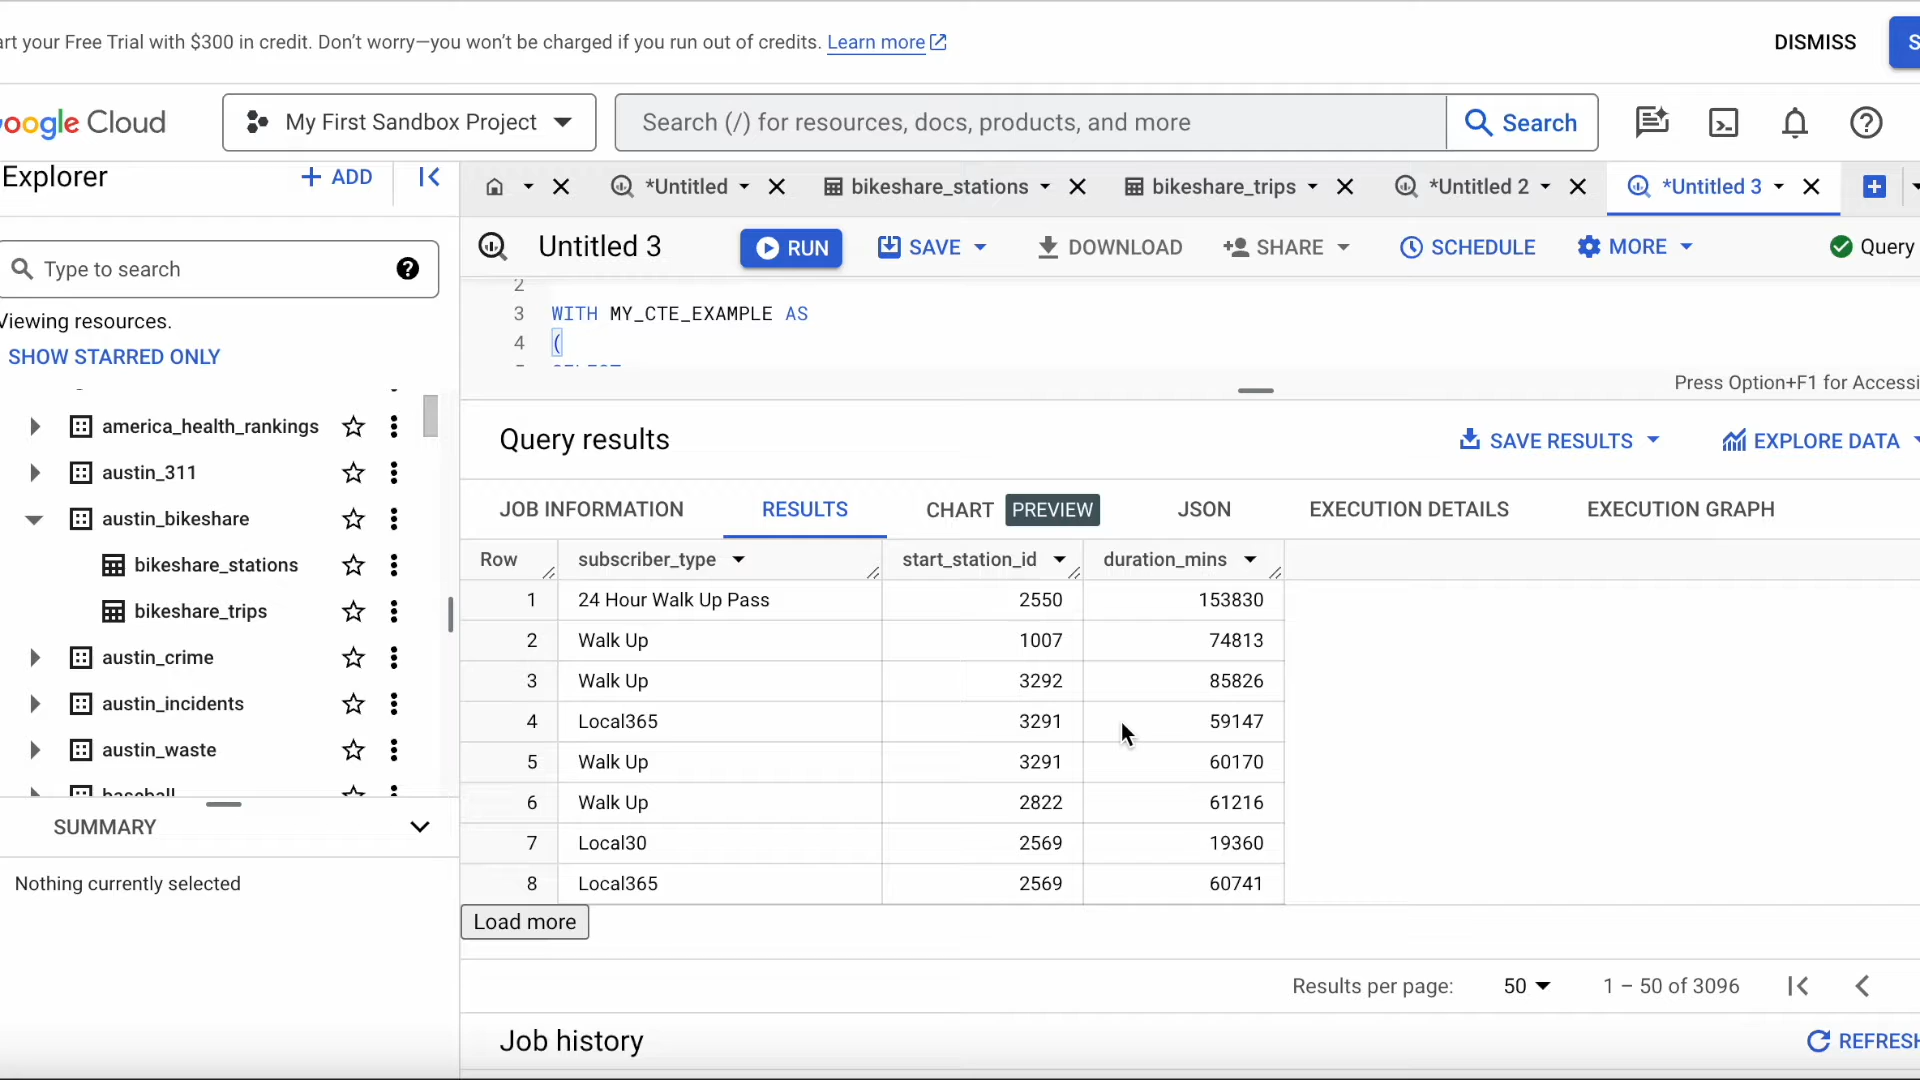 art your Free Trial with $300 in credit. Don't worry—you won't be charged if you run out of credits. Learn more
DISMISS
S
oogle Cloud
My First Sandbox Project
Search (/) for resources, docs, products, and more
Search
Explorer
+ ADD
*Untitled
bikeshare_stations
bikeshare_trips
*Untitled 2
*Untitled 3
Untitled 3
RUN
SAVE
DOWNLOAD
SHARE
SCHEDULE
MORE
Query
Type to search
Viewing resources.
SHOW STARRED ONLY
america_health_rankings
austin_311
austin_bikeshare
bikeshare_stations
bikeshare_trips
austin_crime
austin_incidents
austin_waste
baseball
SUMMARY
Nothing currently selected
2
3 WITH MY_CTE_EXAMPLE AS
4 (
Press Option+F1 for Accessi
Query results
SAVE RESULTS
EXPLORE DATA
JOB INFORMATION
RESULTS
CHART PREVIEW
JSON
EXECUTION DETAILS
EXECUTION GRAPH
Row subscriber_type start_station_id duration_mins
1 24 Hour Walk Up Pass 2550 153830
2 Walk Up 1007 74813
3 Walk Up 3292 85826
4 Local365 3291 59147
5 Walk Up 3291 60170
6 Walk Up 2822 61216
7 Local30 2569 19360
8 Local365 2569 60741
Load more
Results per page: 50 1 – 50 of 3096
Job history
REFRESH